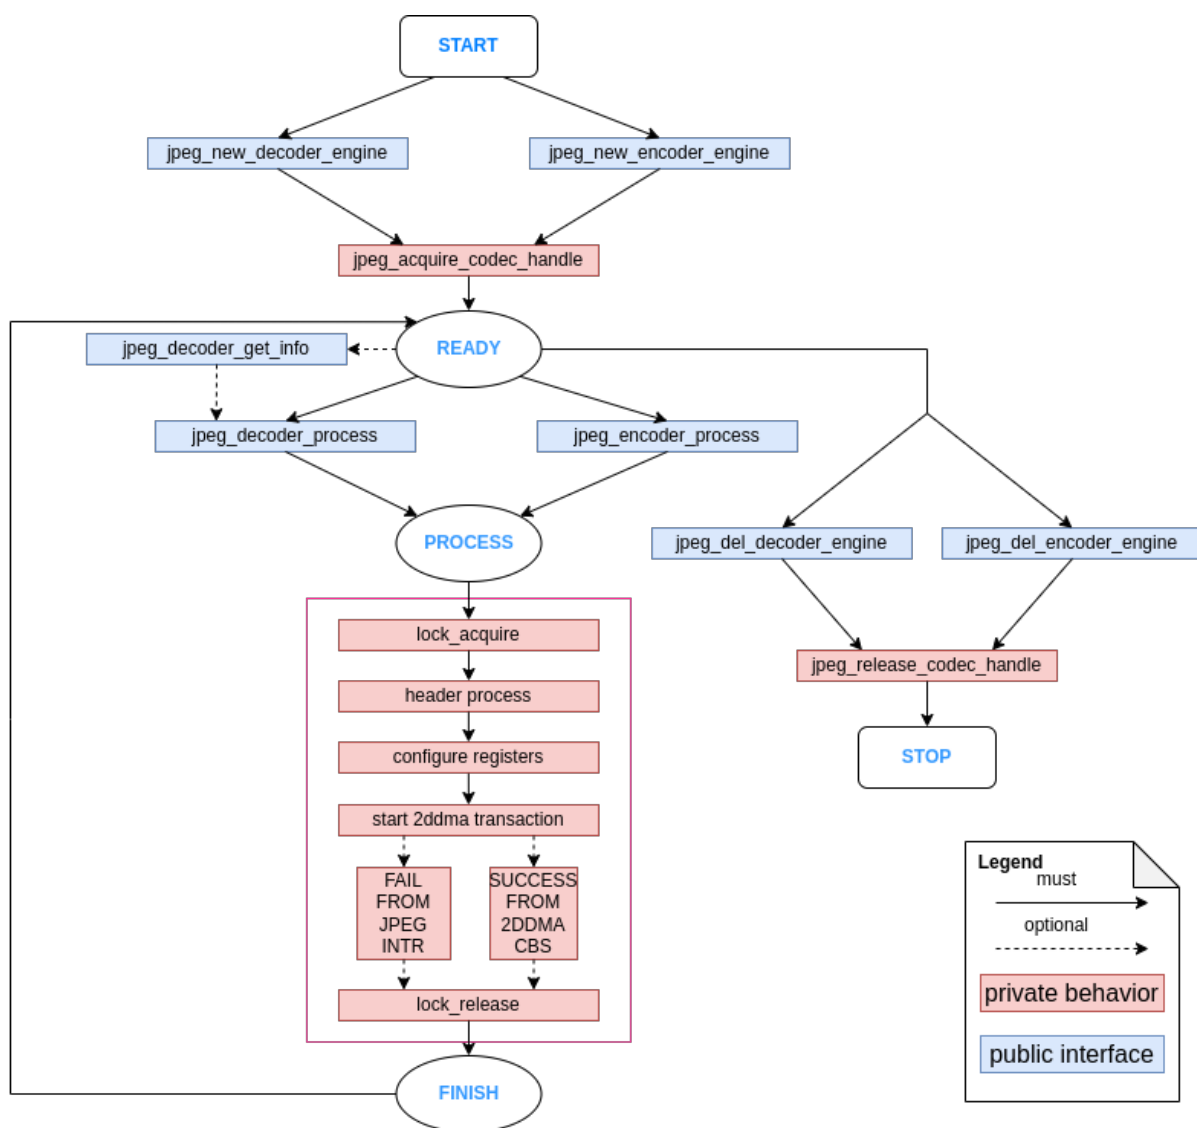 START
jpeg_new_decoder_engine
jpeg_new_encoder_engine
jpeg_acquire_codec_handle
READY
jpeg_decoder_get_info
jpeg_decoder_process
jpeg_encoder_process
PROCESS
jpeg_del_decoder_engine
jpeg_del_encoder_engine
lock_acquire
header process
configure registers
start 2ddma transaction
FAIL
FROM
JPEG
INTR
SUCCESS
FROM
2DDMA
CBS
lock_release
FINISH
jpeg_release_codec_handle
STOP
Legend
must
optional
private behavior
public interface